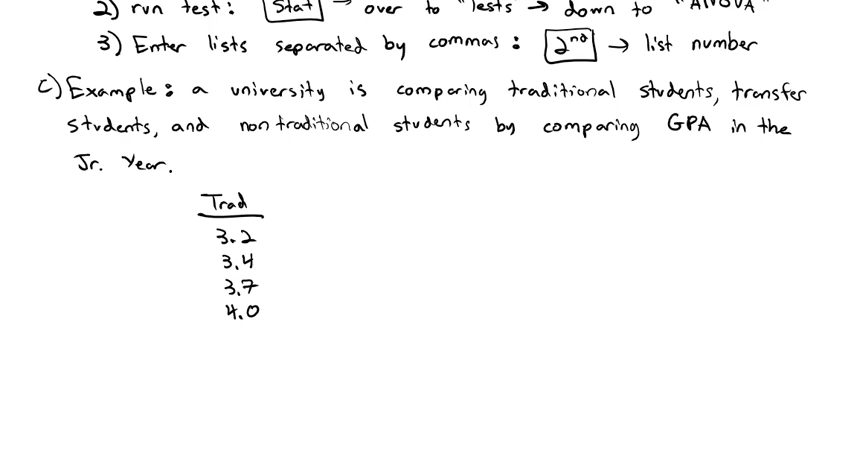 2) run test: Stat → over to "Tests" → down to "ANOVA"
3) Enter lists separated by commas: 2nd → list number
C) Example: a university is comparing traditional students, transfer
students, and nontraditional students by comparing GPA in the
Jr. Year.
Trad
3.2
3.4
3.7
4.0